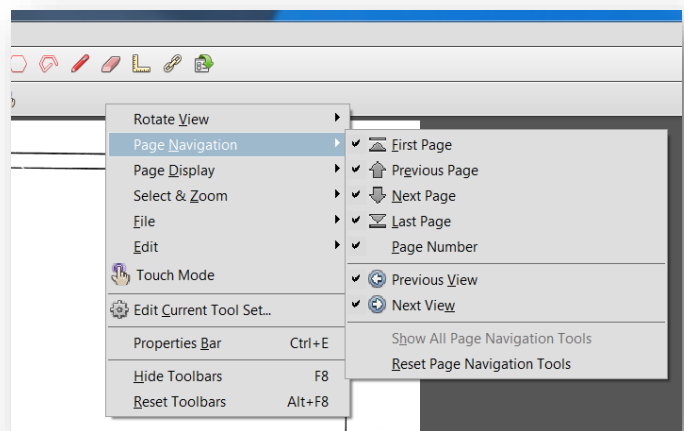 Rotate View
Page Navigation
Page Display
Select & Zoom
File
Edit
Touch Mode
Edit Current Tool Set...
Properties Bar Ctrl+E
Hide Toolbars F8
Reset Toolbars Alt+F8
First Page
Previous Page
Next Page
Last Page
Page Number
Previous View
Next View
Show All Page Navigation Tools
Reset Page Navigation Tools